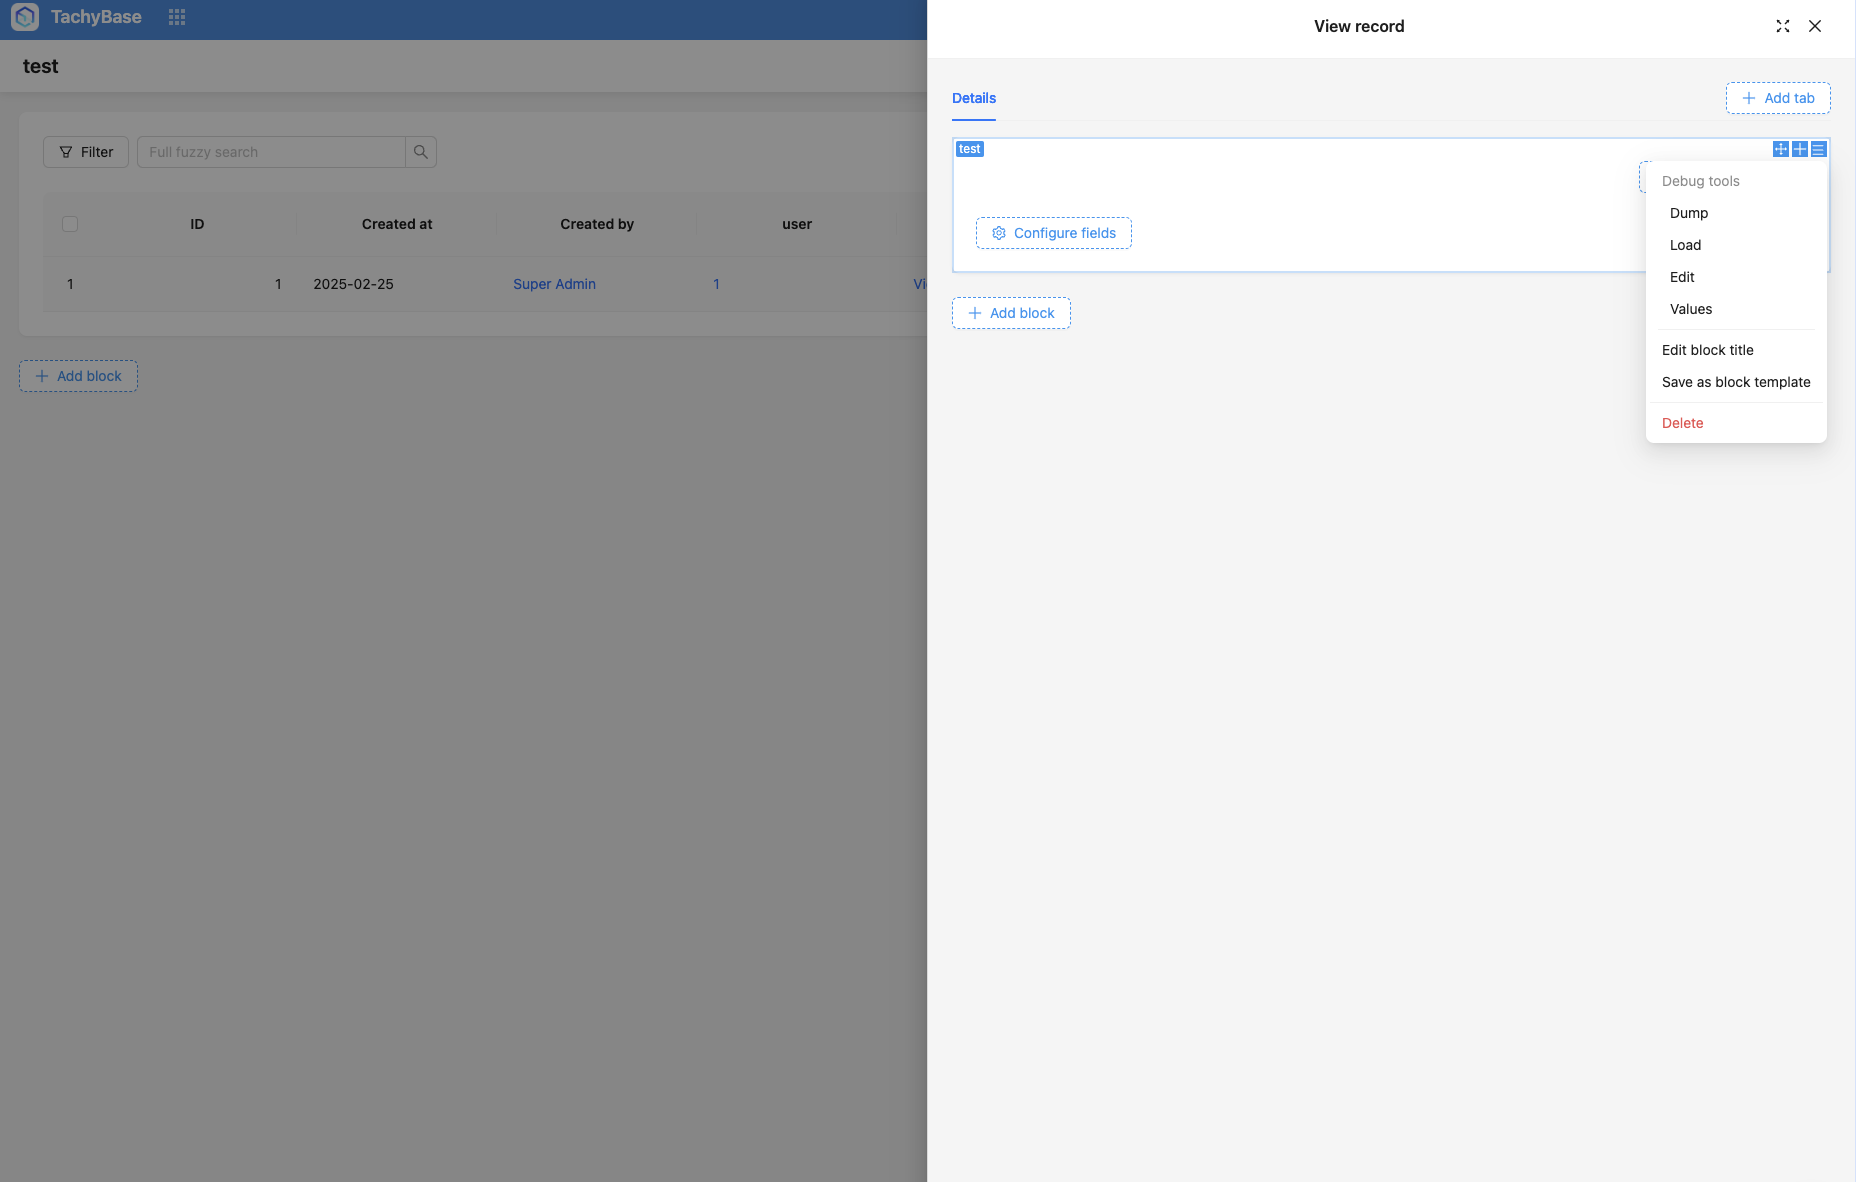 TachyBase
test
Filter
Full fuzzy search
ID Created at Created by user
1 1 2025-02-25 Super Admin 1
Add block
View record
Details
Add tab
test
Configure fields
Add block
Debug tools
Dump
Load
Edit
Values
Edit block title
Save as block template
Delete